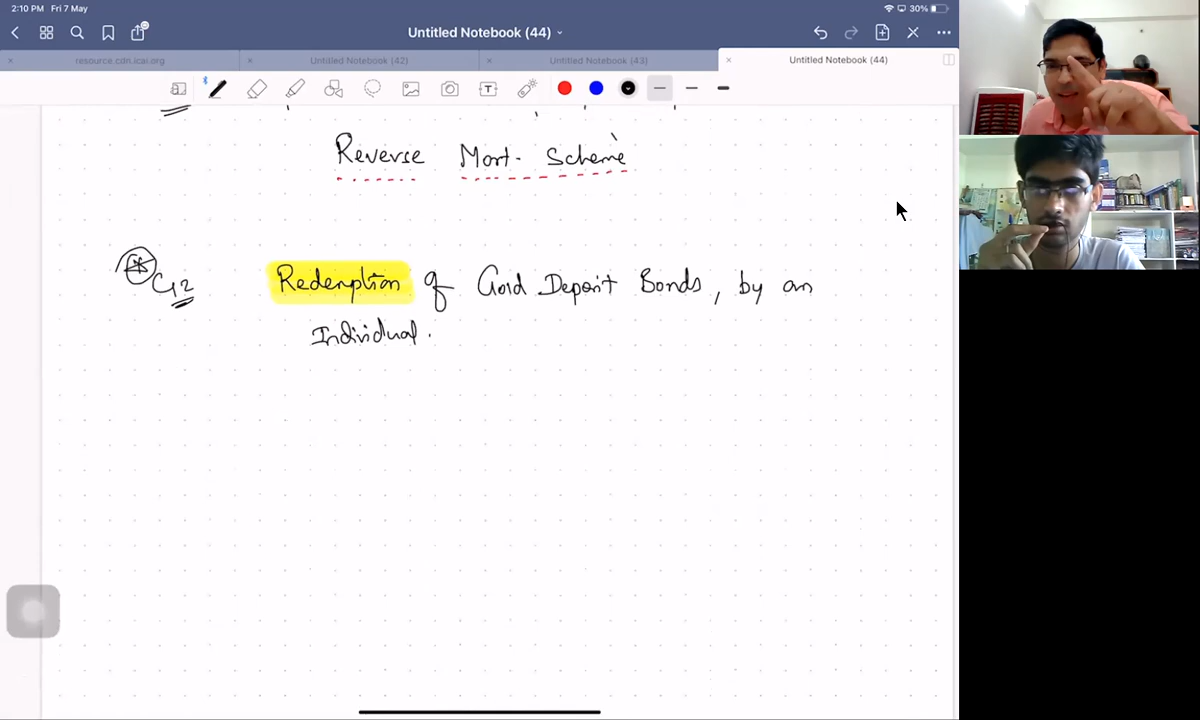 2:10 PM Fri 7 May
30%
Untitled Notebook (44)
resource.cdn.icai.org
Untitled Notebook (42)
Untitled Notebook (43)
Untitled Notebook (44)
Reverse Mort. Scheme
G2 Redemption of Gold Deposit Bonds, by an
Individual.